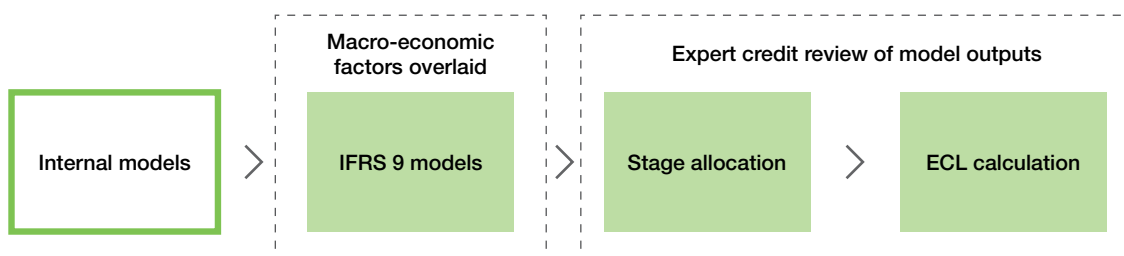 Macro-economic
factors overlaid
Expert credit review of model outputs
Internal models
IFRS 9 models
Stage allocation
ECL calculation